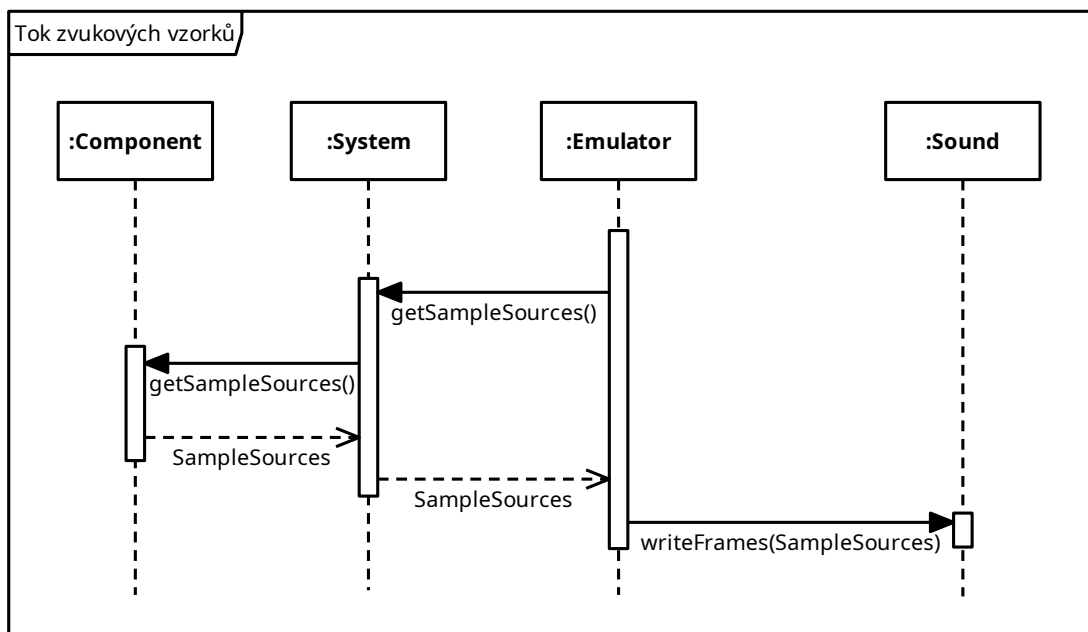 Tok zvukových vzorků
:Component
:System
:Emulator
:Sound
getSampleSources()
getSampleSources()
SampleSources
SampleSources
writeFrames(SampleSources)